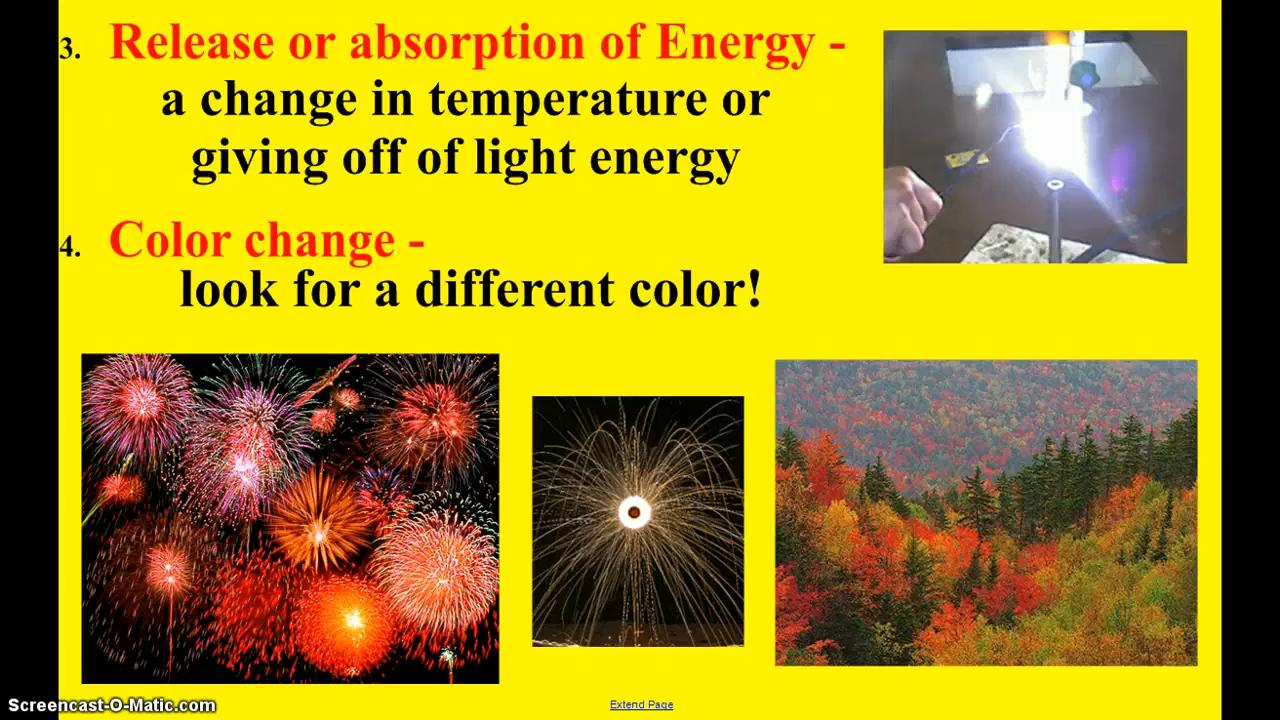 3. Release or absorption of Energy -
a change in temperature or
giving off of light energy
4. Color change -
look for a different color!
Extend Page
Screencast-O-Matic.com